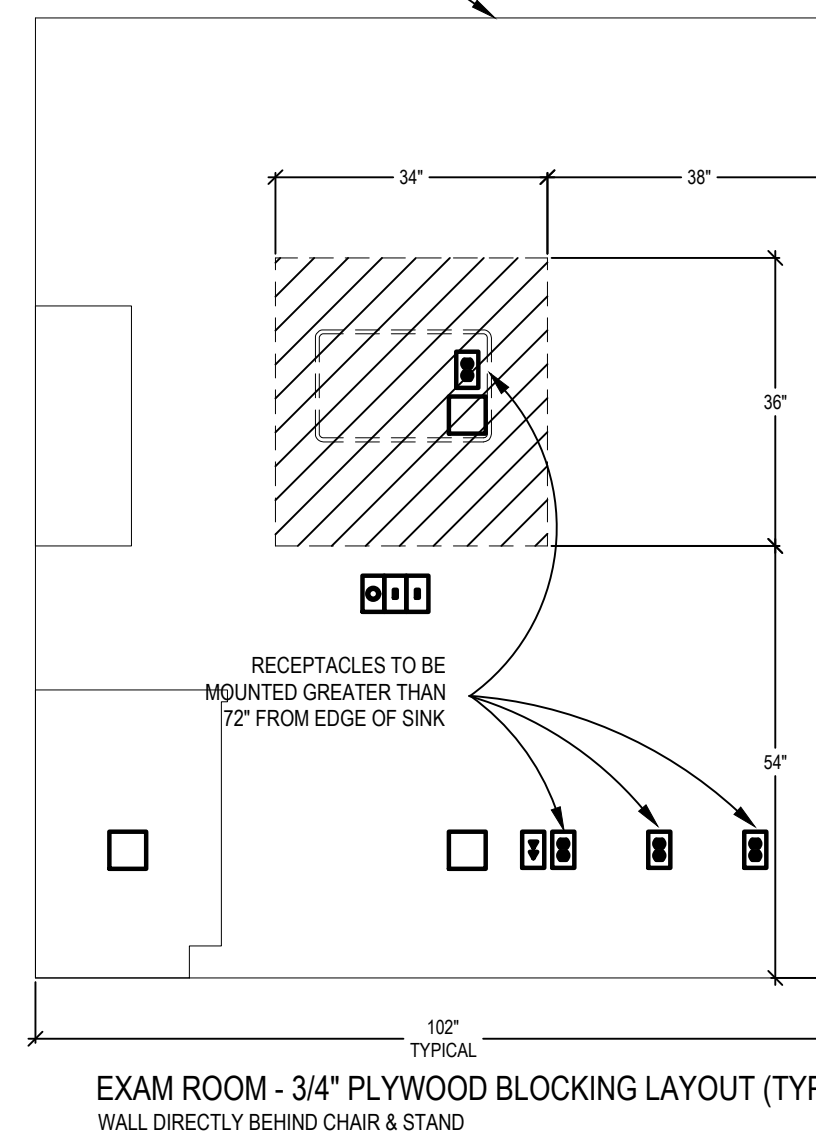 34"
38"
36"
RECEPTACLES TO BE
MOUNTED GREATER THAN
72" FROM EDGE OF SINK
54"
102"
TYPICAL
EXAM ROOM - 3/4" PLYWOOD BLOCKING LAYOUT (TYP
WALL DIRECTLY BEHIND CHAIR & STAND